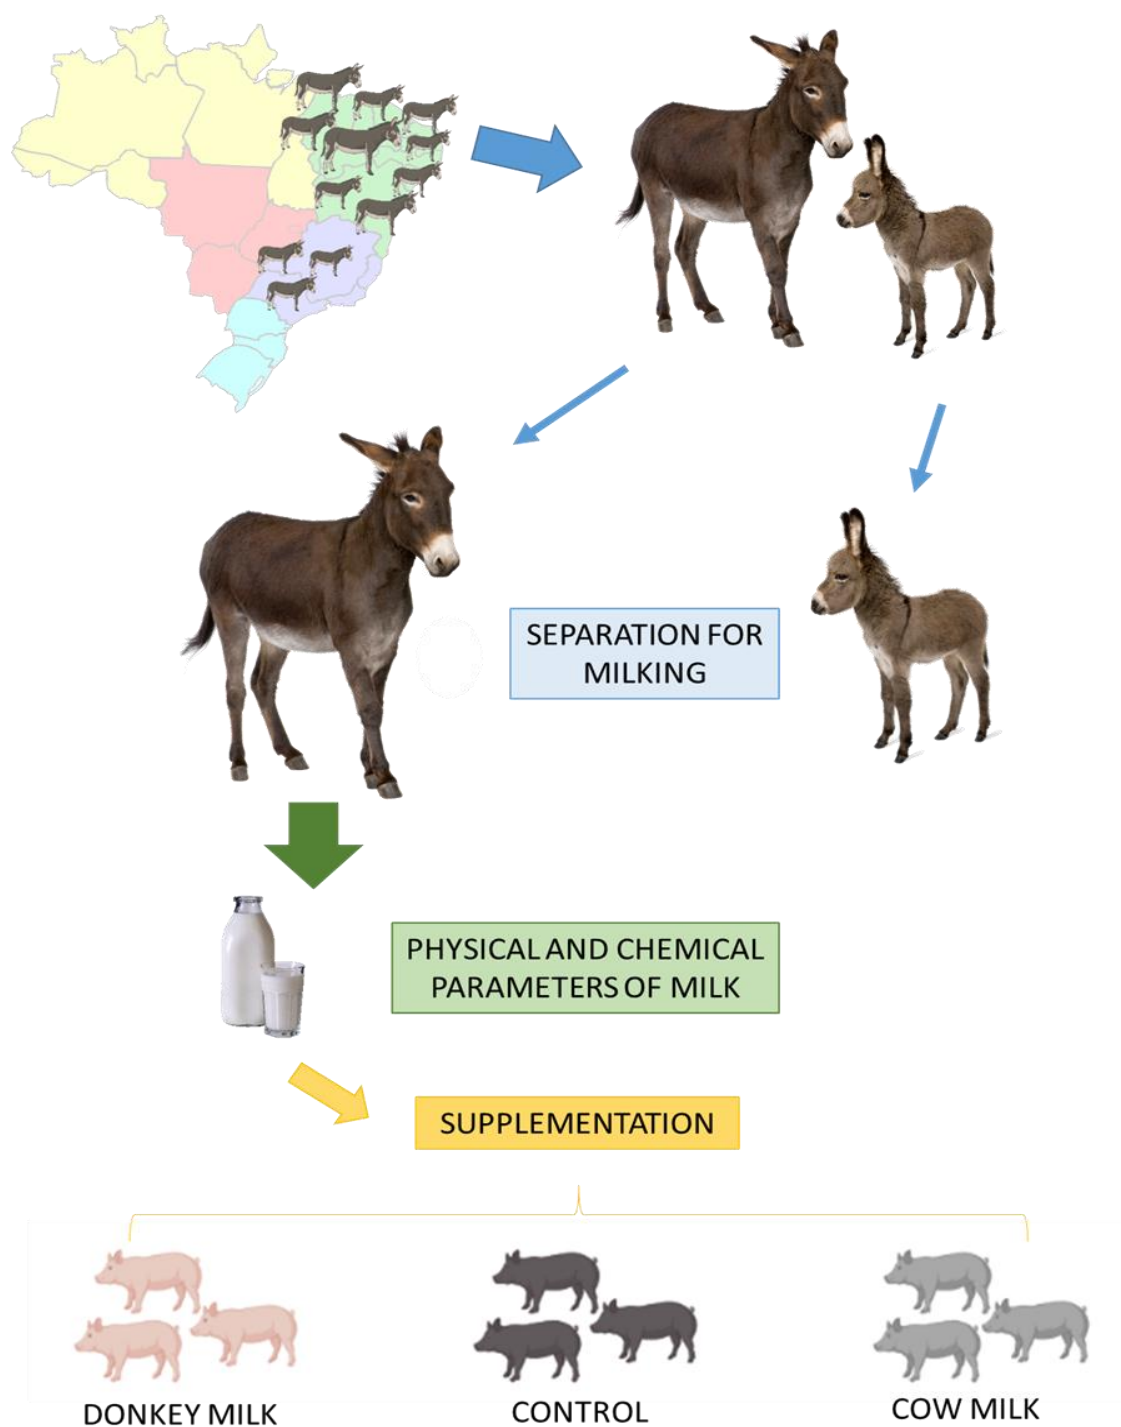 SEPARATION FOR
MILKING
PHYSICAL AND CHEMICAL
PARAMETERS OF MILK
SUPPLEMENTATION
DONKEY MILK
CONTROL
COW MILK